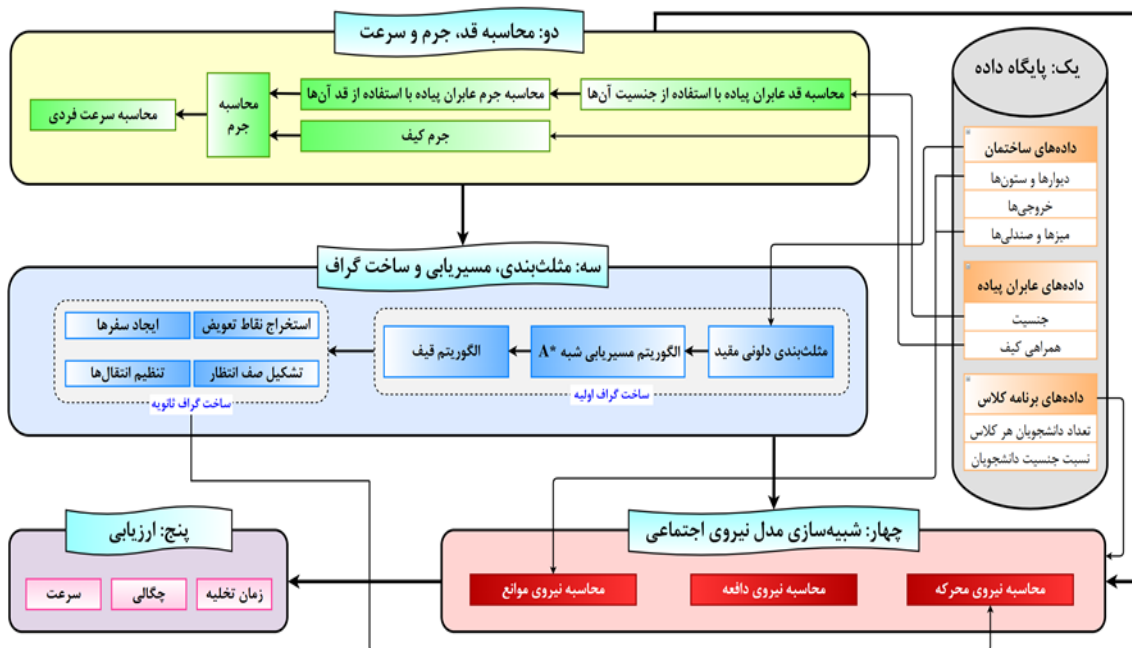 یک: پایگاه داده
داده‌های ساختمان
دیوارها و ستون‌ها
خروجی‌ها
میزها و صندلی‌ها
داده‌های عابران پیاده
جنسیت
همراهی کیف
داده‌های برنامه کلاس
تعداد دانشجویان هر کلاس
نسبت جنسیت دانشجویان
دو: محاسبه قد، جرم و سرعت
محاسبه قد عابران پیاده با استفاده از جنسیت آن‌ها
محاسبه جرم عابران پیاده با استفاده از قد آن‌ها
جرم کیف
محاسبه
جرم
محاسبه سرعت فردی
سه: مثلث‌بندی، مسیریابی و ساخت گراف
مثلث‌بندی دلونی مقید
الگوریتم مسیریابی شبه A*
الگوریتم قیف
ساخت گراف اولیه
استخراج نقاط تعویض
ایجاد سفرها
تشکیل صف انتظار
تنظیم انتقال‌ها
ساخت گراف ثانویه
چهار: شبیه‌سازی مدل نیروی اجتماعی
محاسبه نیروی محرکه
محاسبه نیروی دافعه
محاسبه نیروی موانع
پنج: ارزیابی
زمان تخلیه
چگالی
سرعت